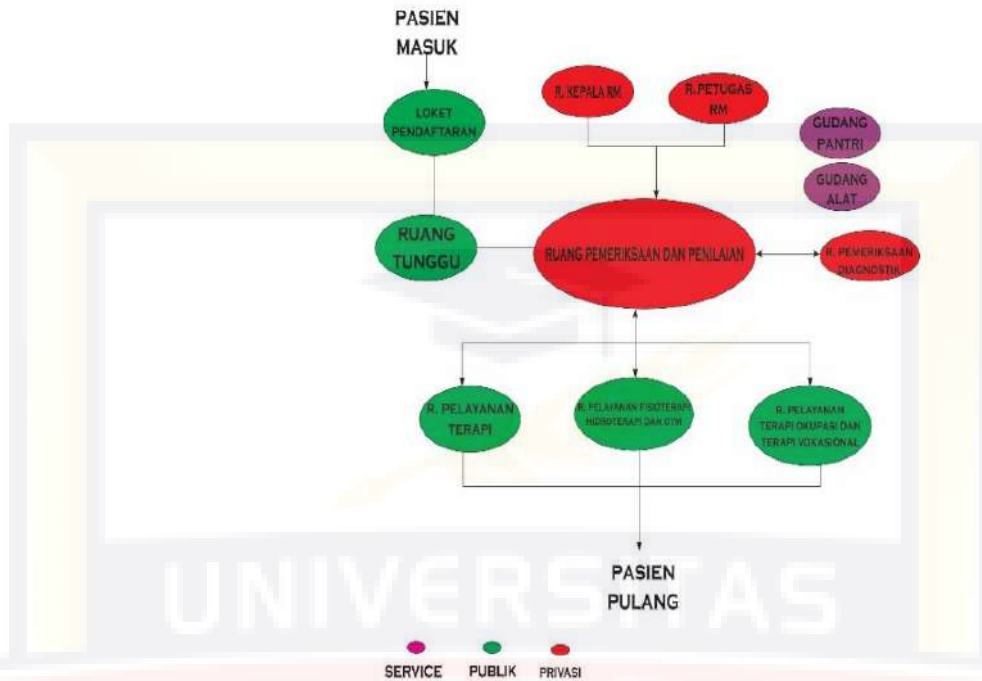 PASIEN
MASUK
LOKET
PENDAFTARAN
R. KEPALA RM
R. PETUGAS
RM
GUDANG
PANTRI
GUDANG
ALAT
RUANG
TUNGGU
RUANG PEMERIKSAAN DAN PENILAIAN
R. PEMERIKSAAN
DIAGNOSTIK
R. PELAYANAN
TERAPI
R. PELAYANAN FISIOTERAPI
HIDROTERAPI DAN GYM
R. PELAYANAN
TERAPI OKUPASI DAN
TERAPI VOKASIONAL
PASIEN
PULANG
UNIVERSITAS
SERVICE
PUBLIK
PRIVASI